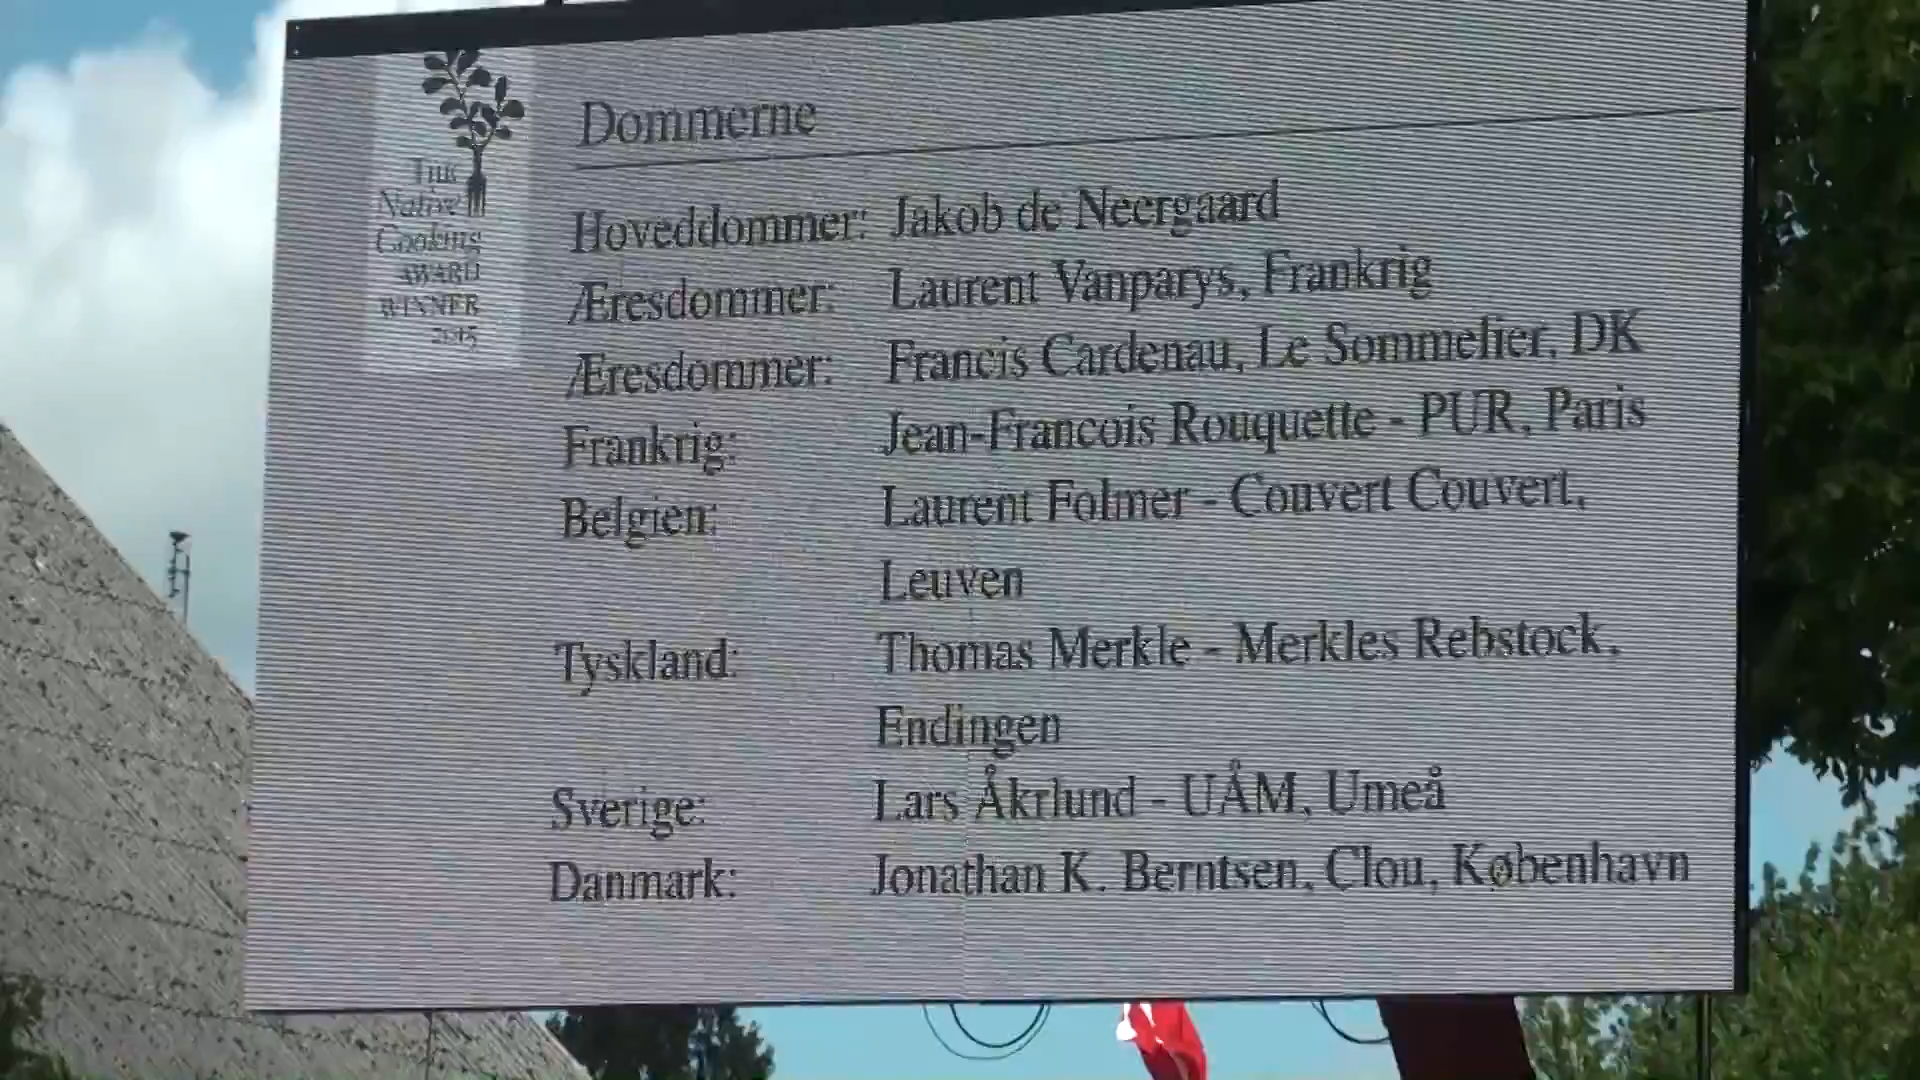 The
Native
Cooking
AWARD
WINNER
2015
Dommerne
Hoveddommer: Jakob de Neergaard
Æresdommer: Laurent Vanparys, Frankrig
Æresdommer: Francis Cardenau, Le Sommelier, DK
Frankrig: Jean-Francois Rouquette - PUR, Paris
Belgien: Laurent Folmer - Couvert Couvert,
Leuven
Tyskland: Thomas Merkle - Merkles Rebstock,
Endingen
Sverige: Lars Åkrlund - UÅM, Umeå
Danmark: Jonathan K. Berntsen, Clou, København